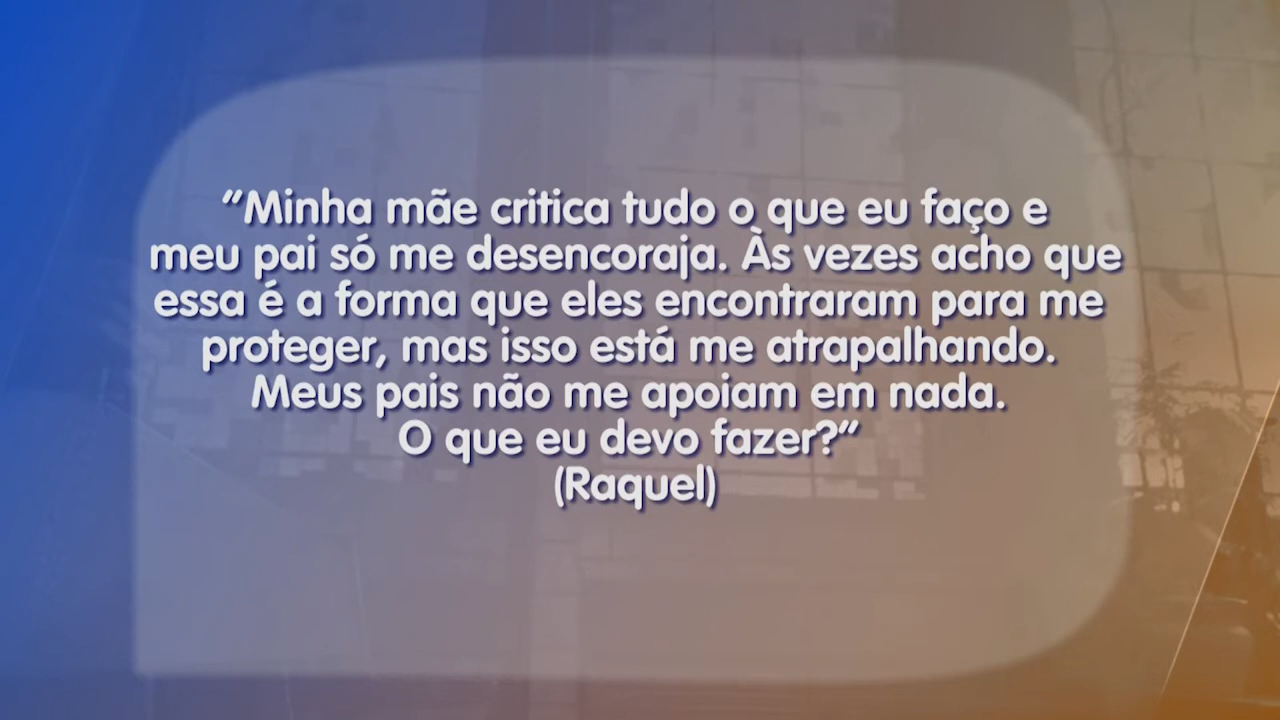 “Minha mãe critica tudo o que eu faço e
meu pai só me desencoraja. Às vezes acho que
essa é a forma que eles encontraram para me
proteger, mas isso está me atrapalhando.
Meus pais não me apoiam em nada.
O que eu devo fazer?“
(Raquel)